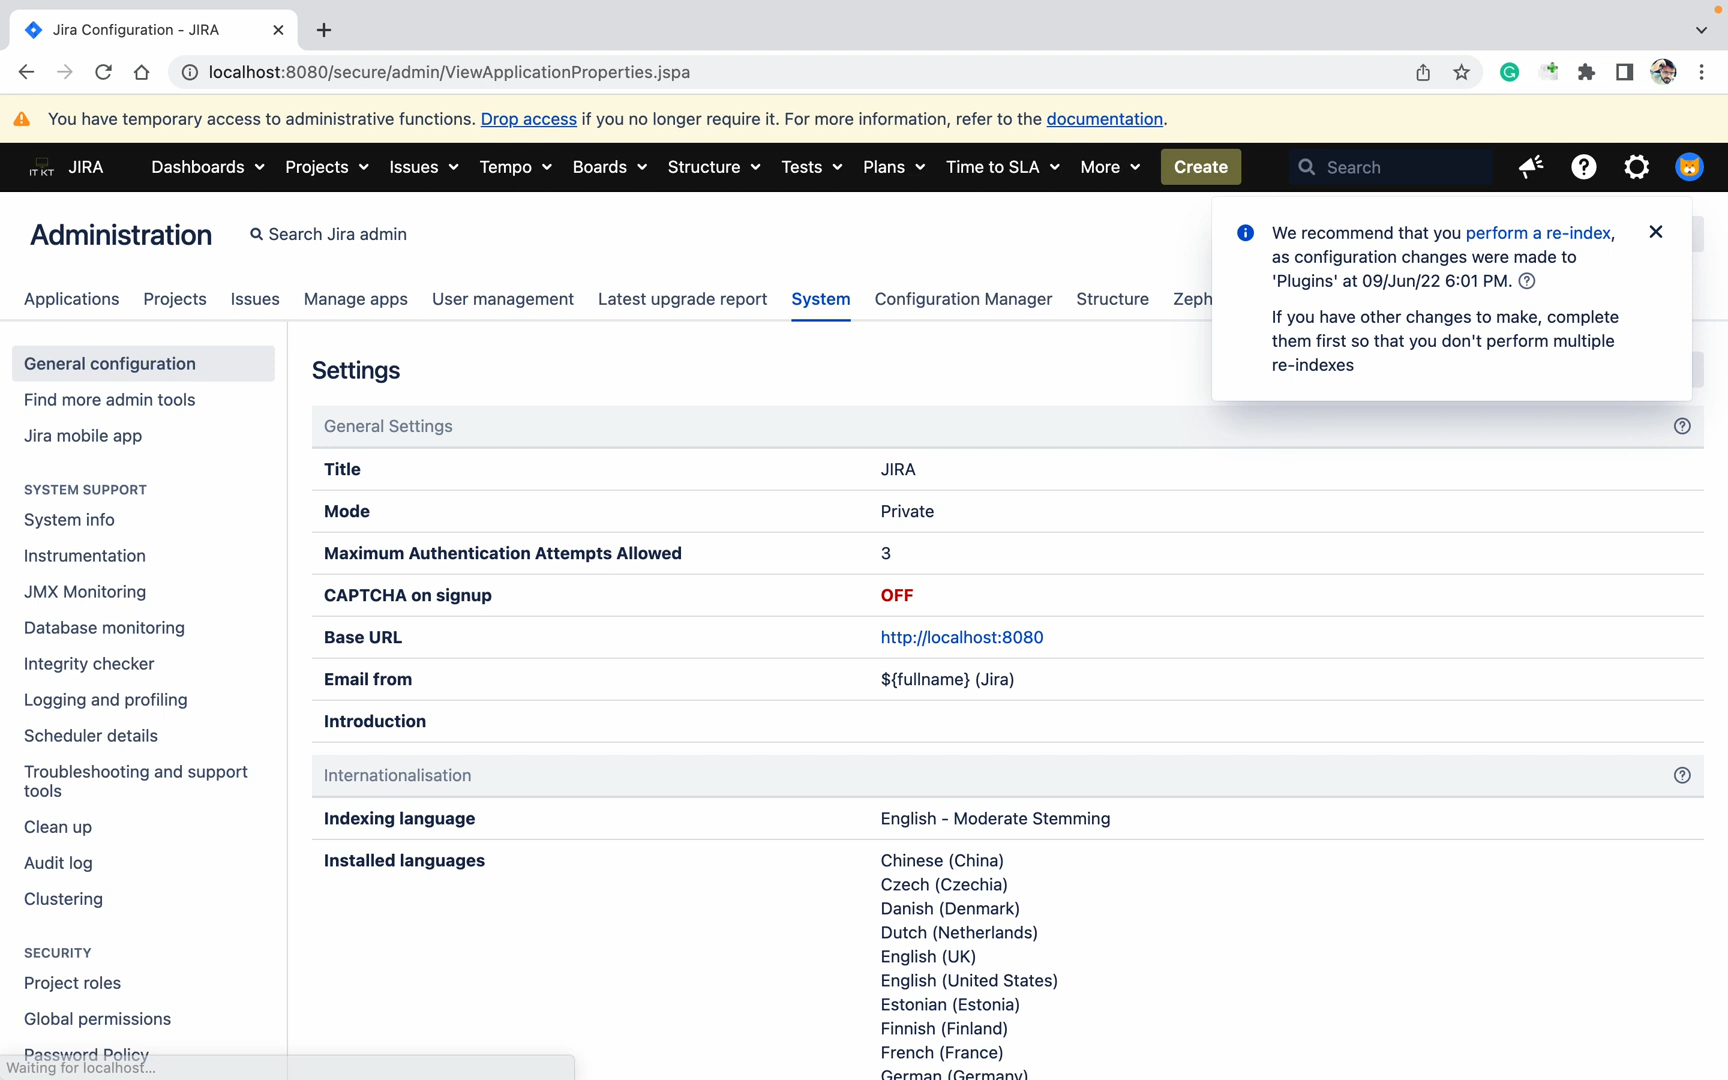 Jira Configuration - JIRA
localhost:8080/secure/admin/ViewApplicationProperties.jspa
You have temporary access to administrative functions. Drop access if you no longer require it. For more information, refer to the documentation.
IT KT JIRA Dashboards Projects Issues Tempo Boards Structure Tests Plans Time to SLA More Create Search
Administration Search Jira admin
We recommend that you perform a re-index,
as configuration changes were made to
'Plugins' at 09/Jun/22 6:01 PM.
If you have other changes to make, complete
them first so that you don't perform multiple
re-indexes
Applications Projects Issues Manage apps User management Latest upgrade report System Configuration Manager Structure Zeph
General configuration
Find more admin tools
Jira mobile app
SYSTEM SUPPORT
System info
Instrumentation
JMX Monitoring
Database monitoring
Integrity checker
Logging and profiling
Scheduler details
Troubleshooting and support
tools
Clean up
Audit log
Clustering
SECURITY
Project roles
Global permissions
Password Policy
Waiting for localhost...
Settings
General Settings
Title JIRA
Mode Private
Maximum Authentication Attempts Allowed 3
CAPTCHA on signup OFF
Base URL http://localhost:8080
Email from ${fullname} (Jira)
Introduction
Internationalisation
Indexing language English - Moderate Stemming
Installed languages Chinese (China)
Czech (Czechia)
Danish (Denmark)
Dutch (Netherlands)
English (UK)
English (United States)
Estonian (Estonia)
Finnish (Finland)
French (France)
German (Germany)